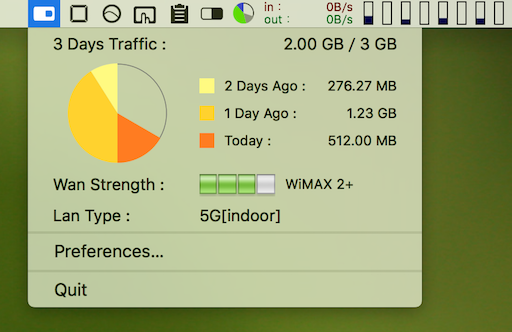 in : 0B/s
out : 0B/s
3 Days Traffic : 2.00 GB / 3 GB
2 Days Ago : 276.27 MB
1 Day Ago : 1.23 GB
Today : 512.00 MB
Wan Strength : WiMAX 2+
Lan Type : 5G[indoor]
Preferences...
Quit